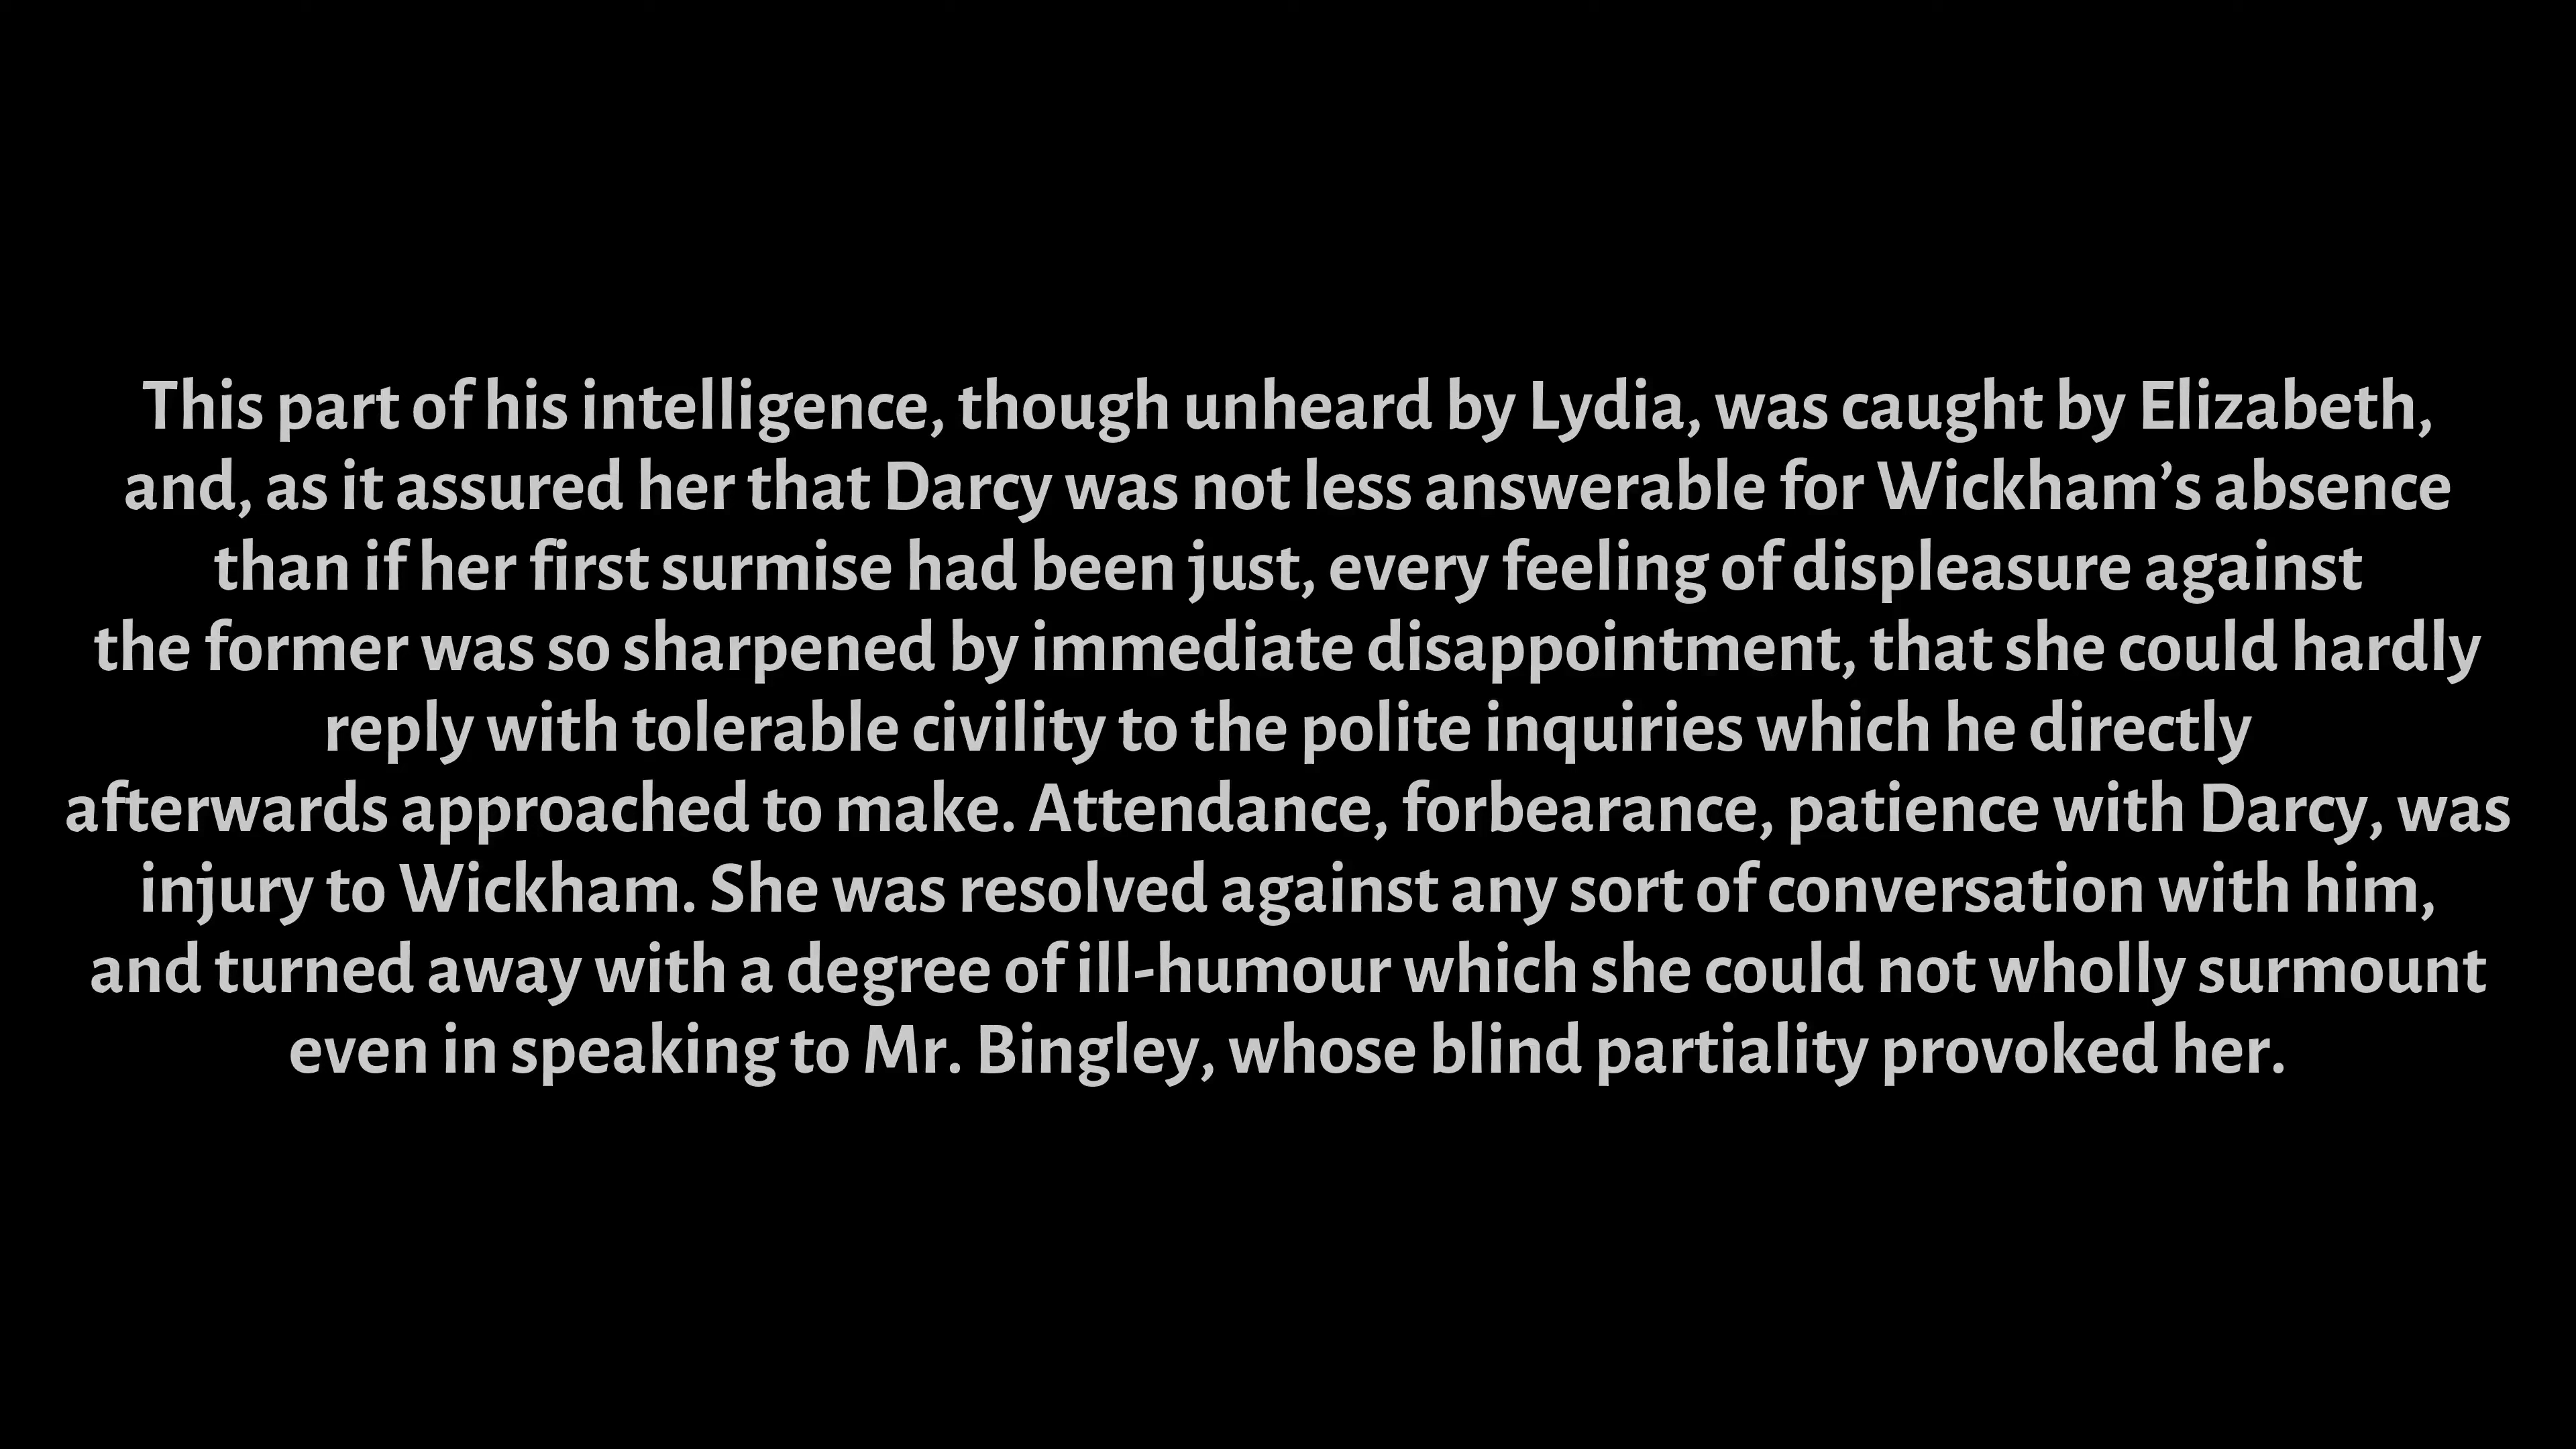 This part of his intelligence, though unheard by Lydia, was caught by Elizabeth,
and, as it assured her that Darcy was not less answerable for Wickham’s absence
than if her first surmise had been just, every feeling of displeasure against
the former was so sharpened by immediate disappointment, that she could hardly
reply with tolerable civility to the polite inquiries which he directly
afterwards approached to make. Attendance, forbearance, patience with Darcy, was
injury to Wickham. She was resolved against any sort of conversation with him,
and turned away with a degree of ill-humour which she could not wholly surmount
even in speaking to Mr. Bingley, whose blind partiality provoked her.